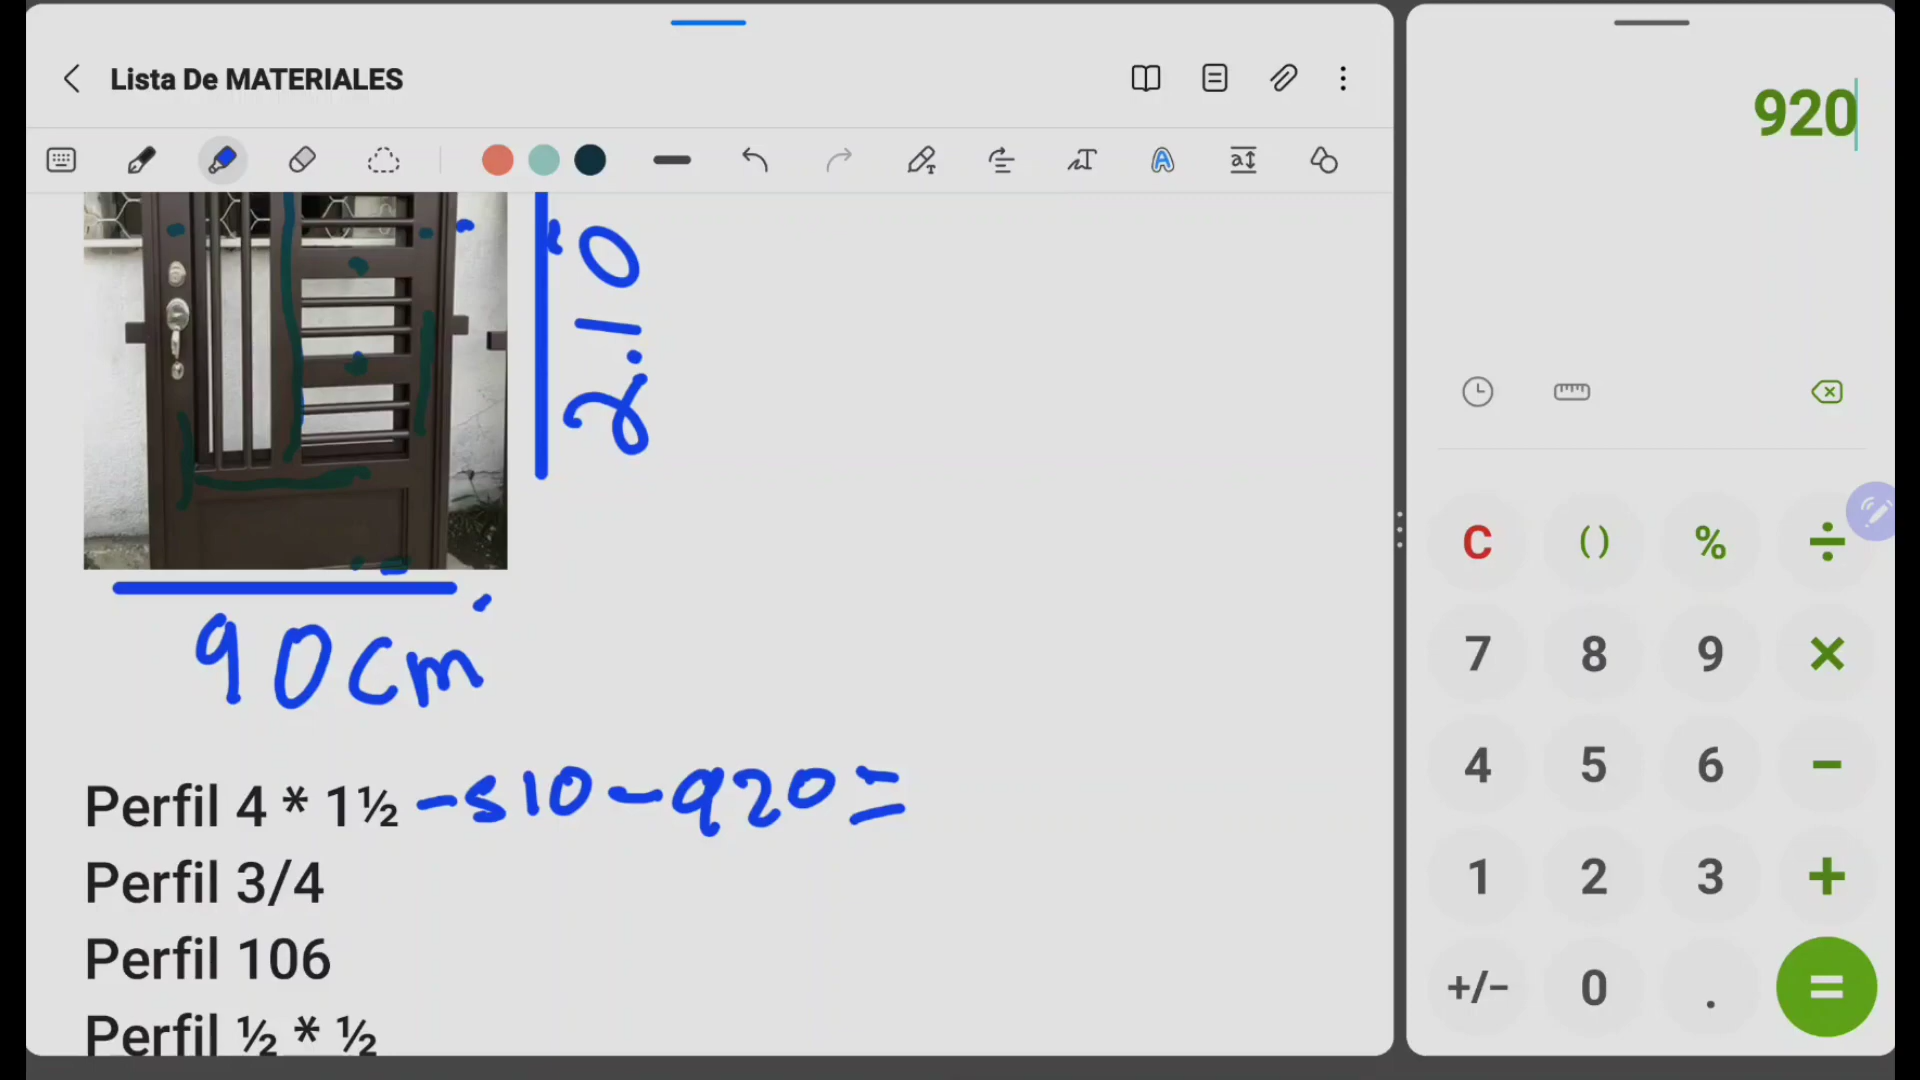 Lista De MATERIALES
920
2.10
90cm
Perfil 4 * 1½ -510-920=
Perfil 3/4
Perfil 106
Perfil ½ * ½
C () % ÷
7 8 9 ×
4 5 6 −
1 2 3 +
+/− 0 . =